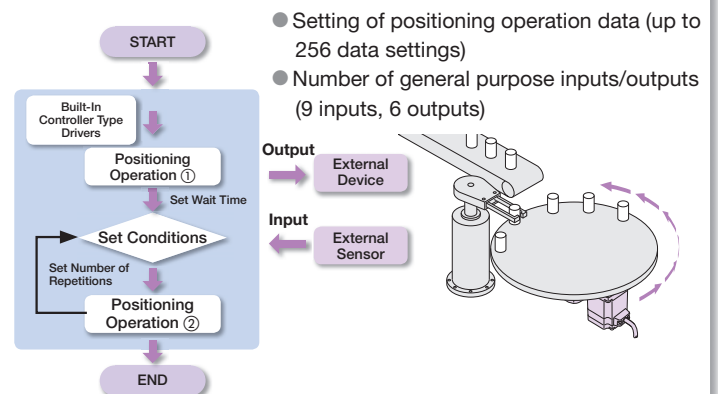 ● Setting of positioning operation data (up to
256 data settings)
● Number of general purpose inputs/outputs
(9 inputs, 6 outputs)
START
Built-In
Controller Type
Drivers
Positioning
Operation ①
Set Wait Time
Set Conditions
Set Number of
Repetitions
Positioning
Operation ②
END
Output
External
Device
Input
External
Sensor